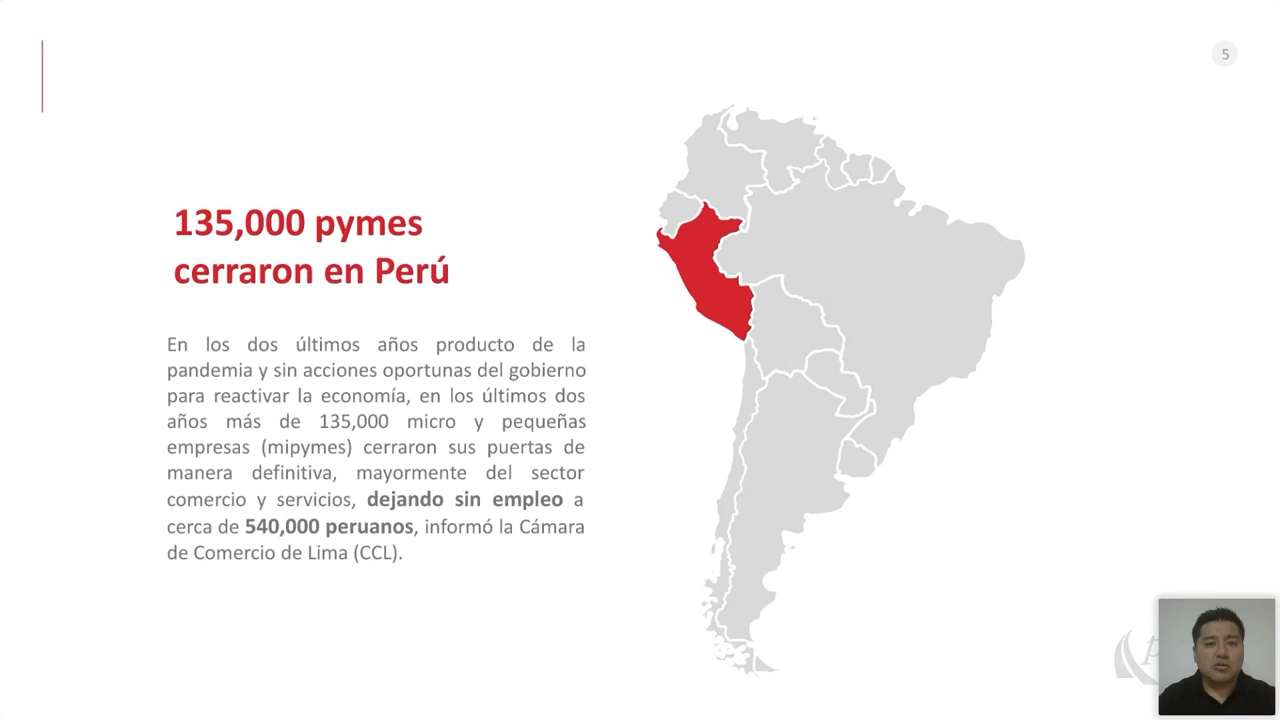 5
135,000 pymes
cerraron en Perú
En los dos últimos años producto de la
pandemia y sin acciones oportunas del gobierno
para reactivar la economía, en los últimos dos
años más de 135,000 micro y pequeñas
empresas (mipymes) cerraron sus puertas de
manera definitiva, mayormente del sector
comercio y servicios, dejando sin empleo a
cerca de 540,000 peruanos, informó la Cámara
de Comercio de Lima (CCL).